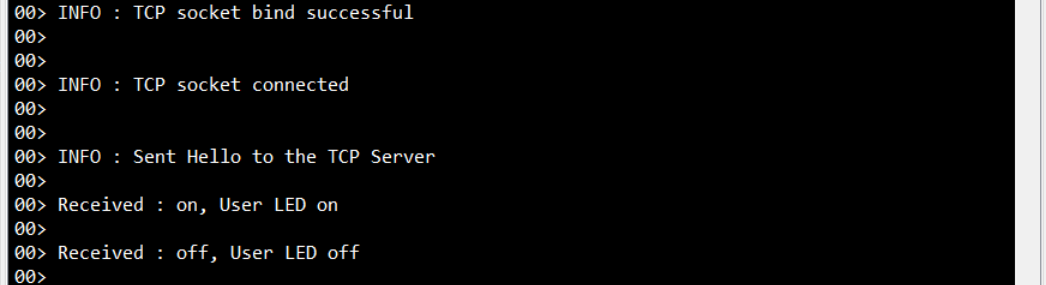 00> INFO : TCP socket bind successful
00>
00>
00> INFO : TCP socket connected
00>
00>
00> INFO : Sent Hello to the TCP Server
00>
00> Received : on, User LED on
00>
00> Received : off, User LED off
00>